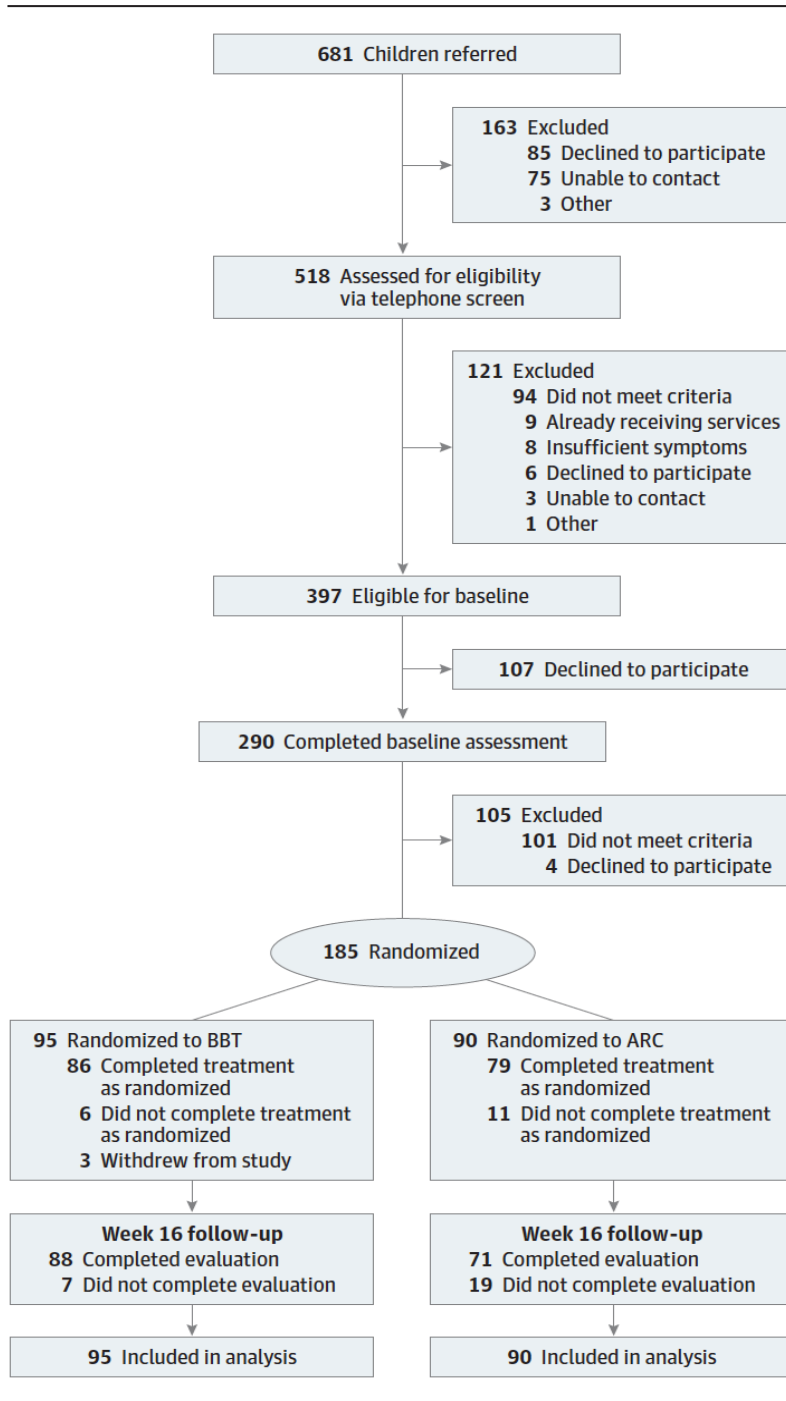 681 Children referred
163 Excluded
85 Declined to participate
75 Unable to contact
3 Other
518 Assessed for eligibility
via telephone screen
121 Excluded
94 Did not meet criteria
9 Already receiving services
8 Insufficient symptoms
6 Declined to participate
3 Unable to contact
1 Other
397 Eligible for baseline
107 Declined to participate
290 Completed baseline assessment
105 Excluded
101 Did not meet criteria
4 Declined to participate
185 Randomized
95 Randomized to BBT
86 Completed treatment
as randomized
6 Did not complete treatment
as randomized
3 Withdrew from study
90 Randomized to ARC
79 Completed treatment
as randomized
11 Did not complete treatment
as randomized
Week 16 follow-up
88 Completed evaluation
7 Did not complete evaluation
Week 16 follow-up
71 Completed evaluation
19 Did not complete evaluation
95 Included in analysis
90 Included in analysis